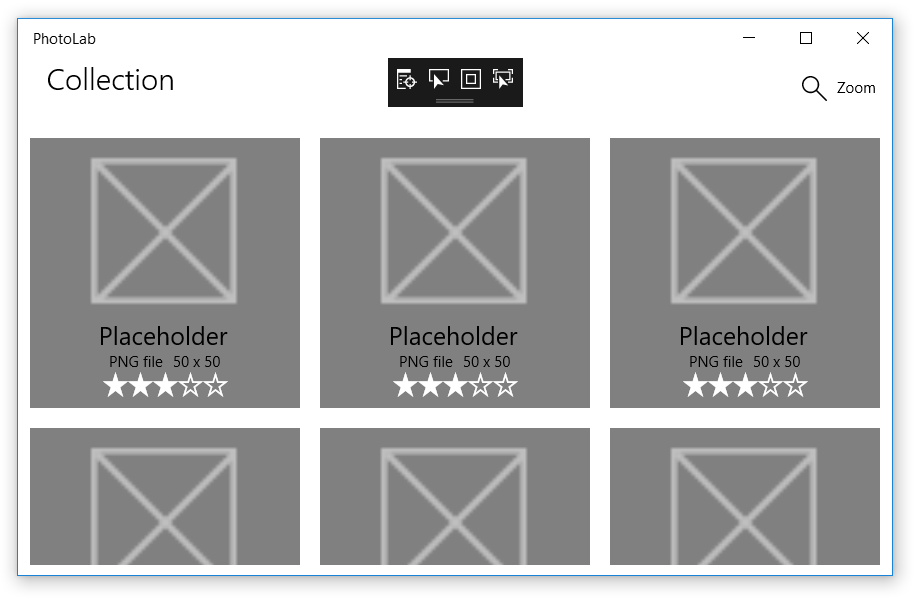 PhotoLab
Collection
Zoom
Placeholder
PNG file 50 x 50
Placeholder
PNG file 50 x 50
Placeholder
PNG file 50 x 50